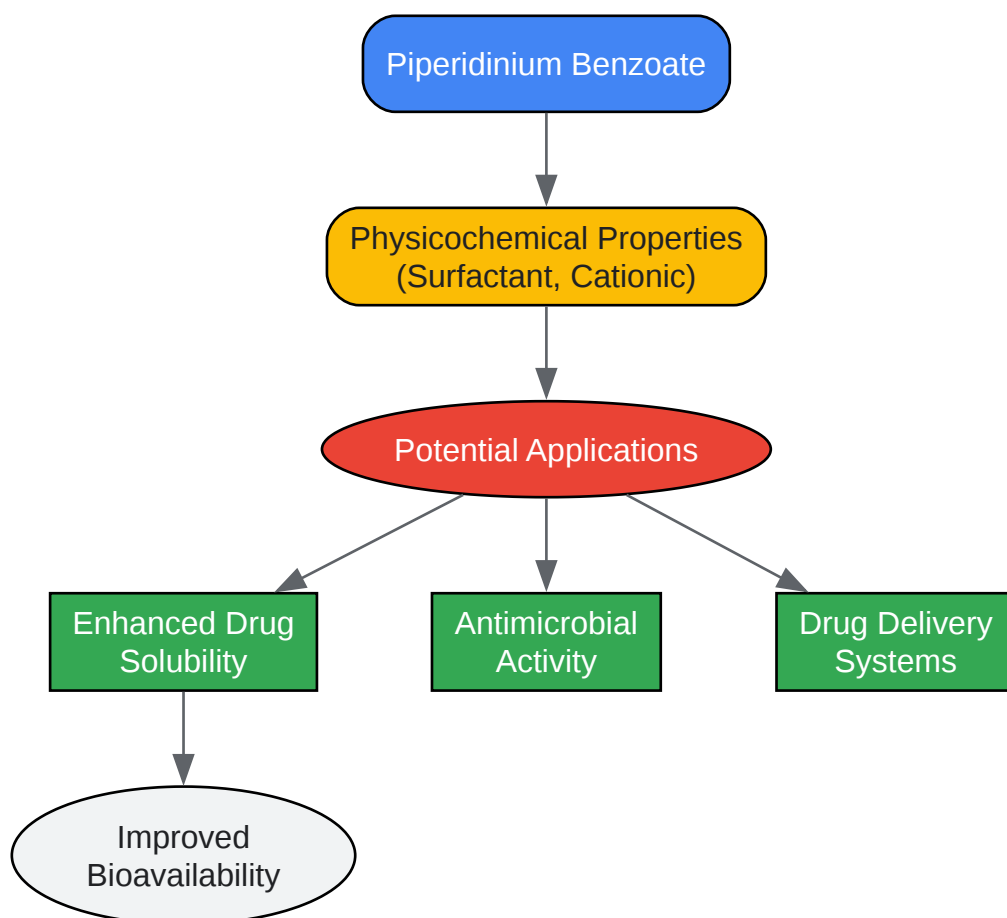 Piperidinium Benzoate
Physicochemical Properties
(Surfactant, Cationic)
Potential Applications
Enhanced Drug
Solubility
Antimicrobial
Activity
Drug Delivery
Systems
Improved
Bioavailability